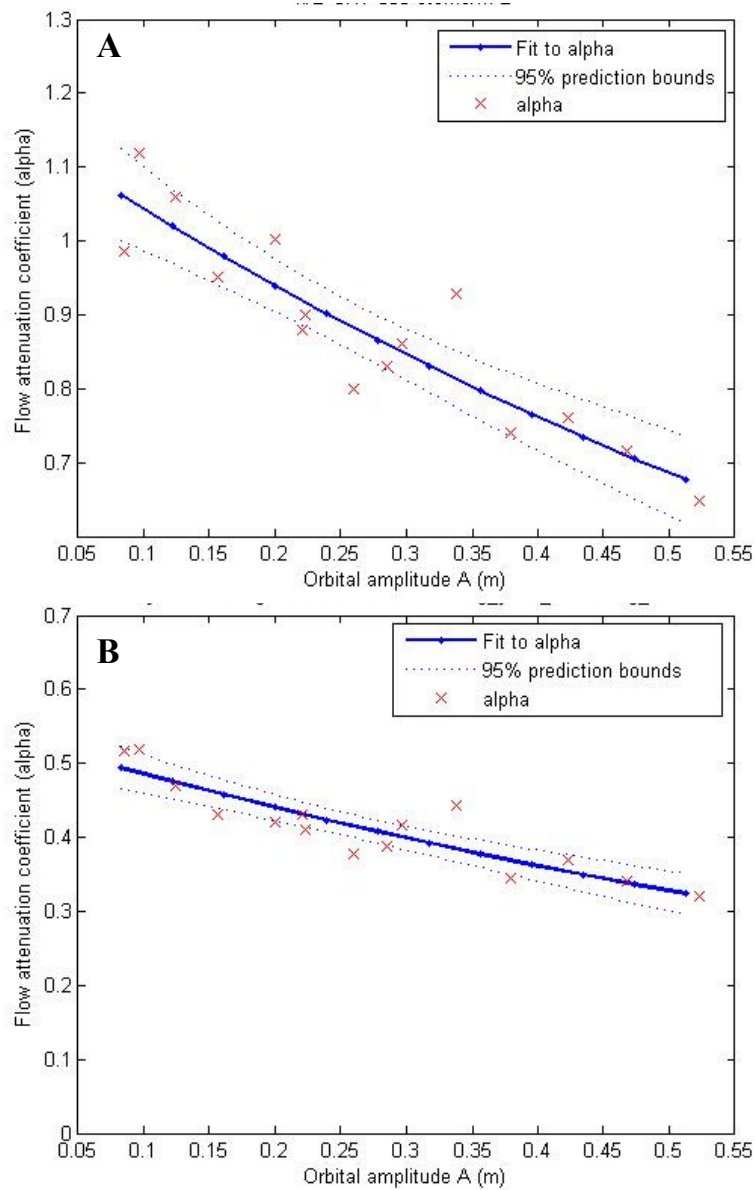 A
Fit to alpha
95% prediction bounds
alpha
1.3
1.2
1.1
1
0.9
0.8
0.7
Flow attenuation coefficient (alpha)
0.05 0.1 0.15 0.2 0.25 0.3 0.35 0.4 0.45 0.5 0.55
Orbital amplitude A (m)
B
Fit to alpha
95% prediction bounds
alpha
0.7
0.6
0.5
0.4
0.3
0.2
0.1
0
Flow attenuation coefficient (alpha)
0.05 0.1 0.15 0.2 0.25 0.3 0.35 0.4 0.45 0.5 0.55
Orbital amplitude A (m)